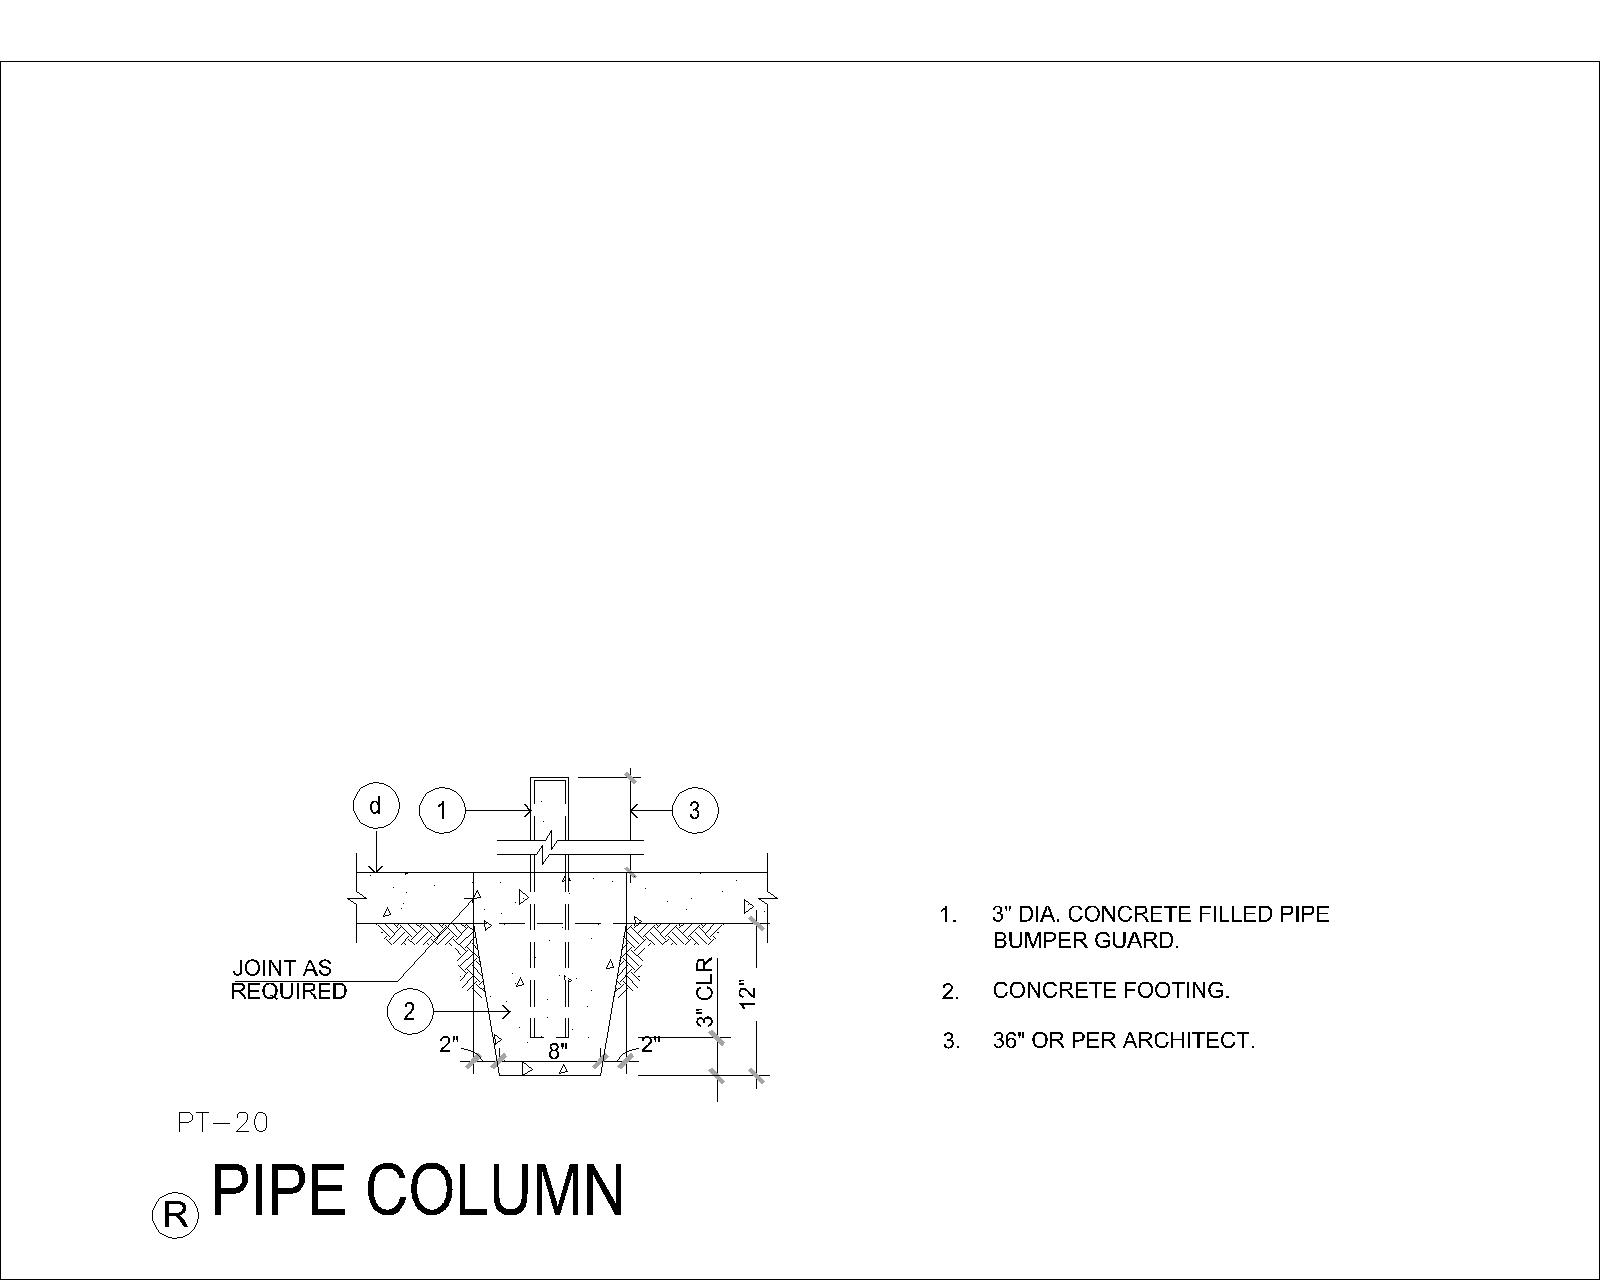 d
1
3
JOINT AS
REQUIRED
2
2"
8"
2"
3" CLR
12"
1. 3" DIA. CONCRETE FILLED PIPE
BUMPER GUARD.
2. CONCRETE FOOTING.
3. 36" OR PER ARCHITECT.
PT-20
R PIPE COLUMN